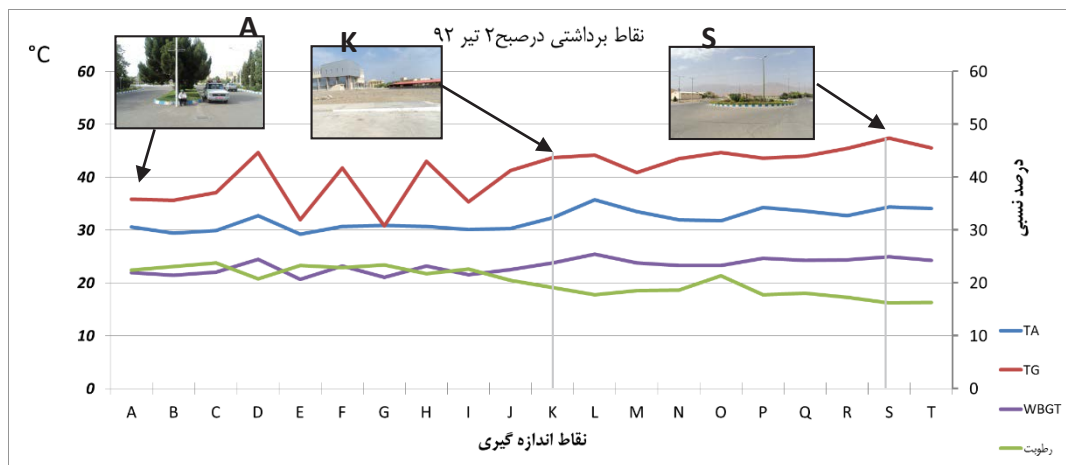 نقاط برداشتی درصبح۲ تیر ۹۲
A
K
S
°C
60
50
40
30
20
10
0
60
50
40
30
20
10
0
درصد نسبی
A B C D E F G H I J K L M N O P Q R S T
نقاط اندازه گیری
TA
TG
WBGT
رطوبت